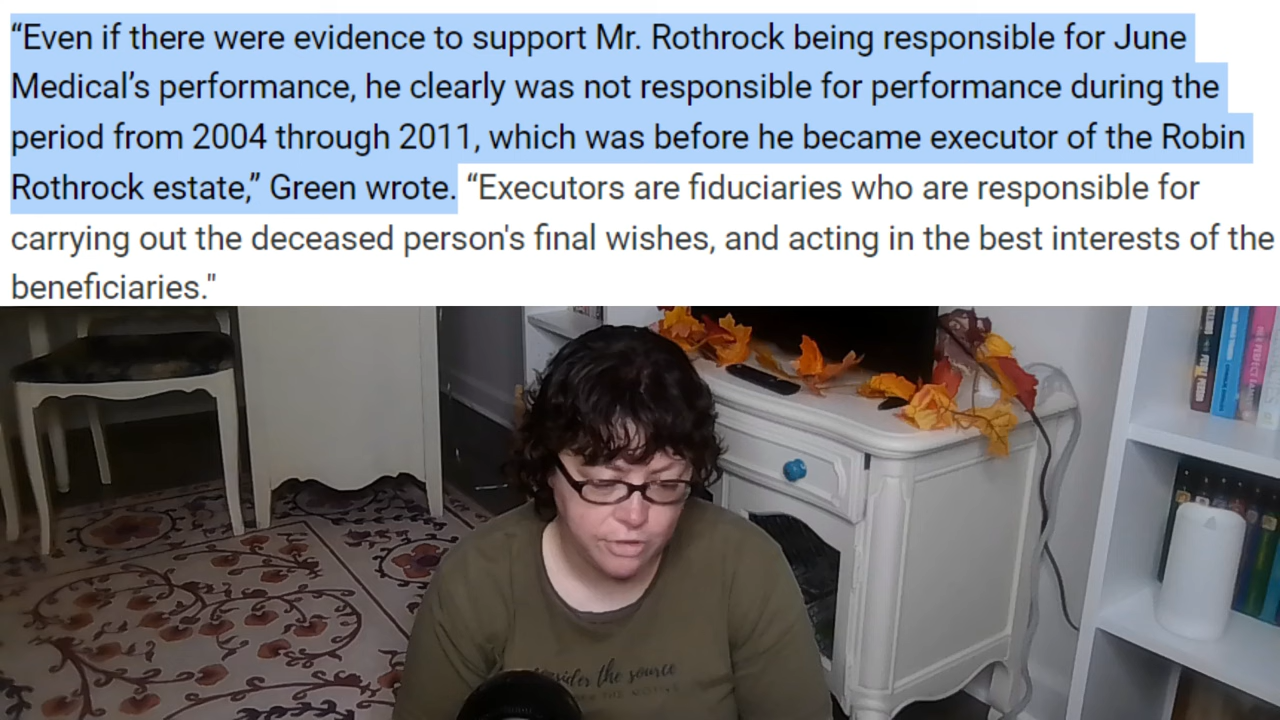 “Even if there were evidence to support Mr. Rothrock being responsible for June
Medical’s performance, he clearly was not responsible for performance during the
period from 2004 through 2011, which was before he became executor of the Robin
Rothrock estate,” Green wrote. “Executors are fiduciaries who are responsible for
carrying out the deceased person's final wishes, and acting in the best interests of the
beneficiaries."
the source